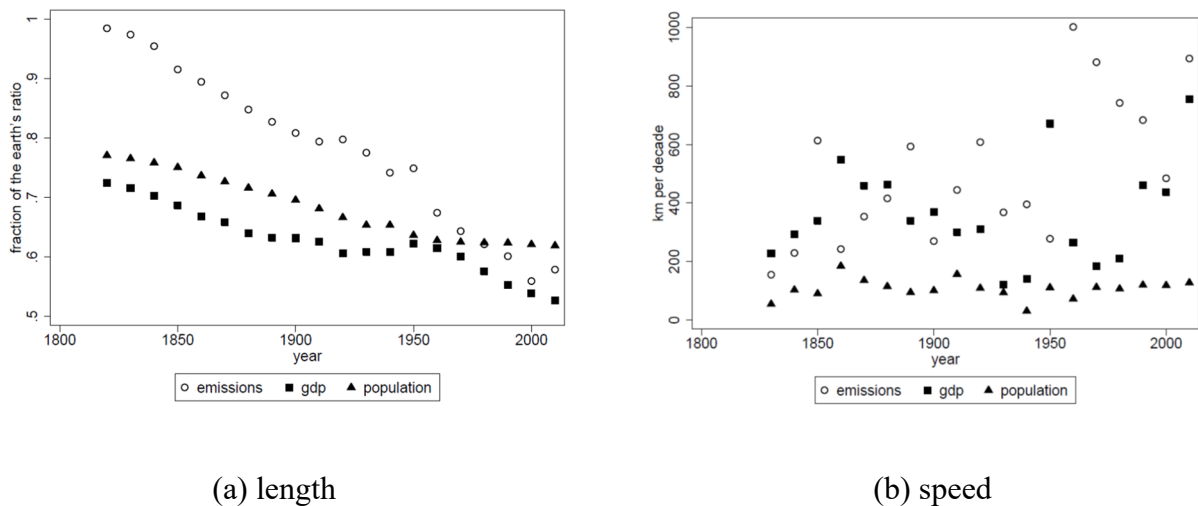 fraction of the earth's ratio
1
.9
.8
.7
.6
.5
1800 1850 1900 1950 2000
year
emissions gdp population
(a) length
km per decade
1000
800
600
400
200
0
1800 1850 1900 1950 2000
year
emissions gdp population
(b) speed